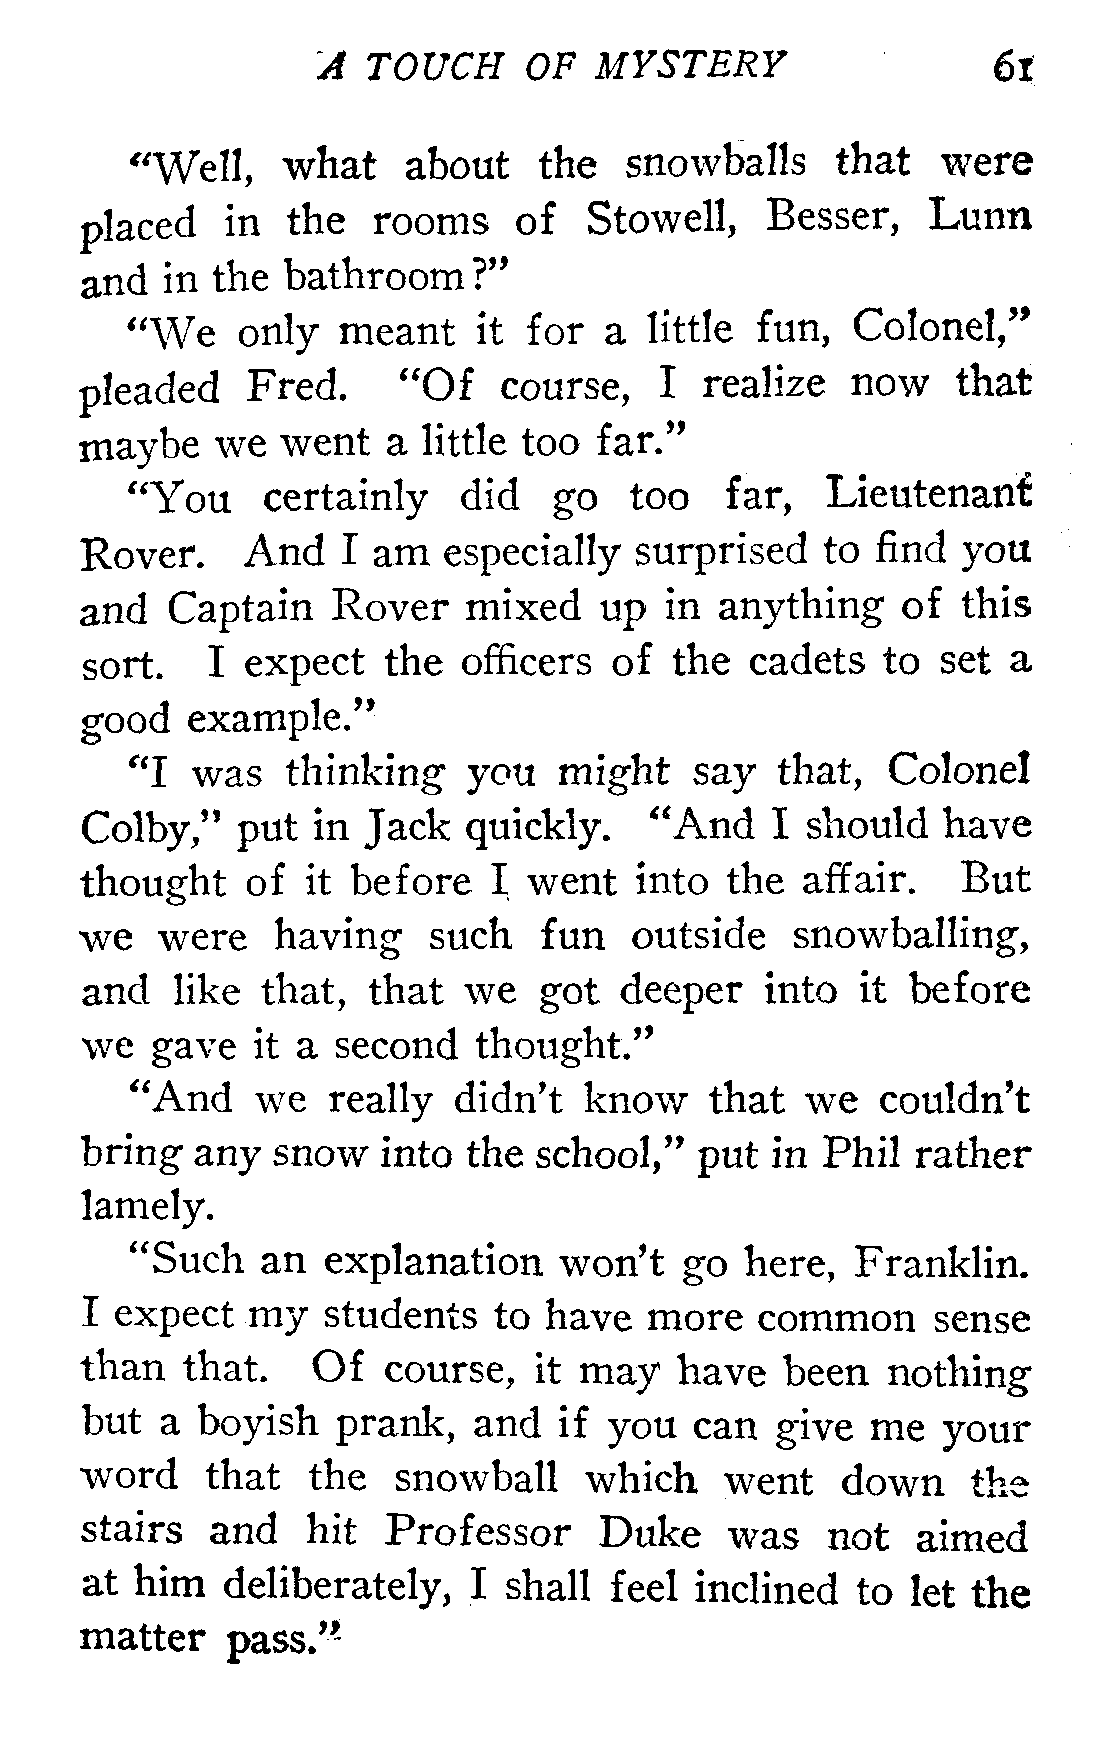 A TOUCH OF MYSTERY 61
“Well, what about the snowballs that were
placed in the rooms of Stowell, Besser, Lunn
and in the bathroom?”
“We only meant it for a little fun, Colonel,”
pleaded Fred. “Of course, I realize now that
maybe we went a little too far.”
“You certainly did go too far, Lieutenant
Rover. And I am especially surprised to find you
and Captain Rover mixed up in anything of this
sort. I expect the officers of the cadets to set a
good example.”
“I was thinking you might say that, Colonel
Colby,” put in Jack quickly. “And I should have
thought of it before I went into the affair. But
we were having such fun outside snowballing,
and like that, that we got deeper into it before
we gave it a second thought.”
“And we really didn’t know that we couldn’t
bring any snow into the school,” put in Phil rather
lamely.
“Such an explanation won’t go here, Franklin.
I expect my students to have more common sense
than that. Of course, it may have been nothing
but a boyish prank, and if you can give me your
word that the snowball which went down the
stairs and hit Professor Duke was not aimed
at him deliberately, I shall feel inclined to let the
matter pass.”